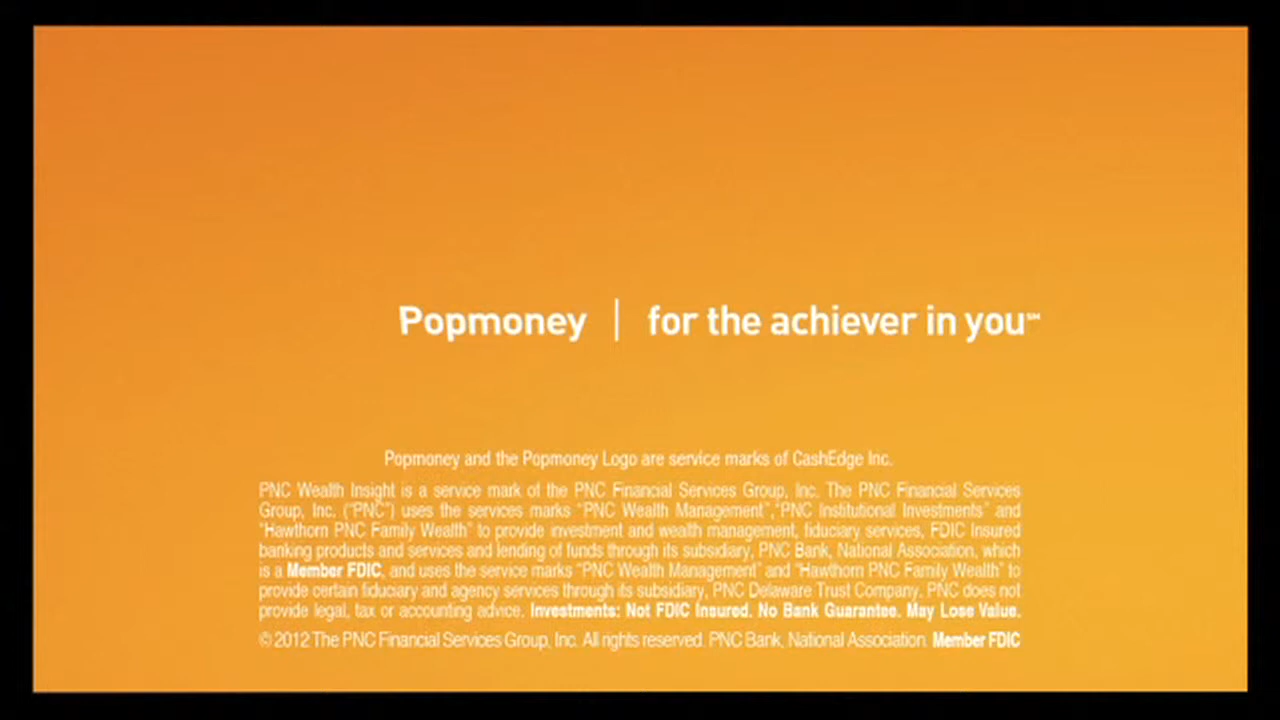 Popmoney | for the achiever in you℠
Popmoney and the Popmoney Logo are service marks of CashEdge Inc.
PNC Wealth Insight is a service mark of the PNC Financial Services Group, Inc. The PNC Financial Services
Group, Inc. (“PNC”) uses the services marks “PNC Wealth Management”,“PNC Institutional Investments” and
“Hawthorn PNC Family Wealth” to provide investment and wealth management, fiduciary services, FDIC Insured
banking products and services and lending of funds through its subsidiary, PNC Bank, National Association, which
is a Member FDIC, and uses the service marks “PNC Wealth Management” and “Hawthorn PNC Family Wealth” to
provide certain fiduciary and agency services through its subsidiary, PNC Delaware Trust Company. PNC does not
provide legal, tax or accounting advice. Investments: Not FDIC Insured. No Bank Guarantee. May Lose Value.
© 2012 The PNC Financial Services Group, Inc. All rights reserved. PNC Bank, National Association. Member FDIC